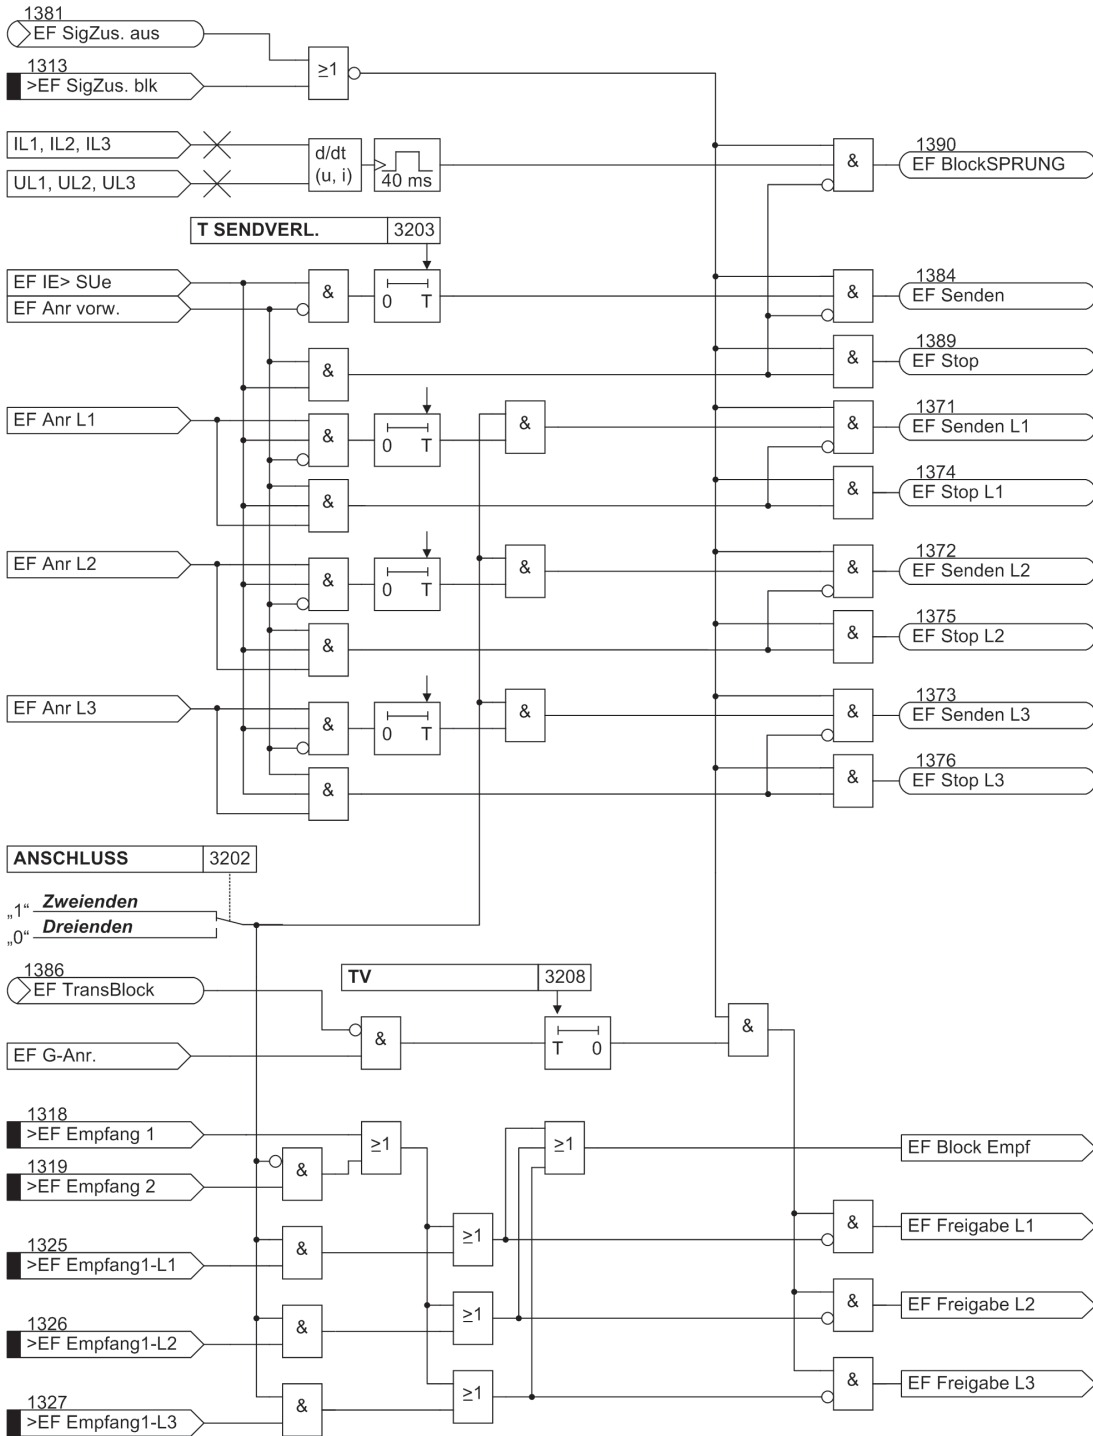 1381
EF SigZus. aus
1313
>EF SigZus. blk
≥1
IL1, IL2, IL3
UL1, UL2, UL3
d/dt
(u, i)
40 ms
&
1390
EF BlockSPRUNG
T SENDVERL. 3203
EF IE> SUe
EF Anr vorw.
&
0 T
&
1384
EF Senden
&
1389
&
EF Stop
EF Anr L1
&
0 T
&
1371
&
EF Senden L1
&
1374
&
EF Stop L1
EF Anr L2
&
0 T
&
1372
&
EF Senden L2
&
1375
&
EF Stop L2
EF Anr L3
&
0 T
&
1373
&
EF Senden L3
&
1376
&
EF Stop L3
ANSCHLUSS 3202
„1“ Zweienden
„0“ Dreienden
1386
EF TransBlock
TV 3208
EF G-Anr.
&
T 0
&
1318
>EF Empfang 1
≥1
≥1
EF Block Empf
1319
>EF Empfang 2
&
1325
>EF Empfang1-L1
&
≥1
&
EF Freigabe L1
1326
>EF Empfang1-L2
&
≥1
&
EF Freigabe L2
1327
>EF Empfang1-L3
&
≥1
&
EF Freigabe L3